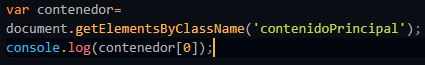 var contenedor=
document.getElementsByClassName('contenidoPrincipal');
console.log(contenedor[0]);